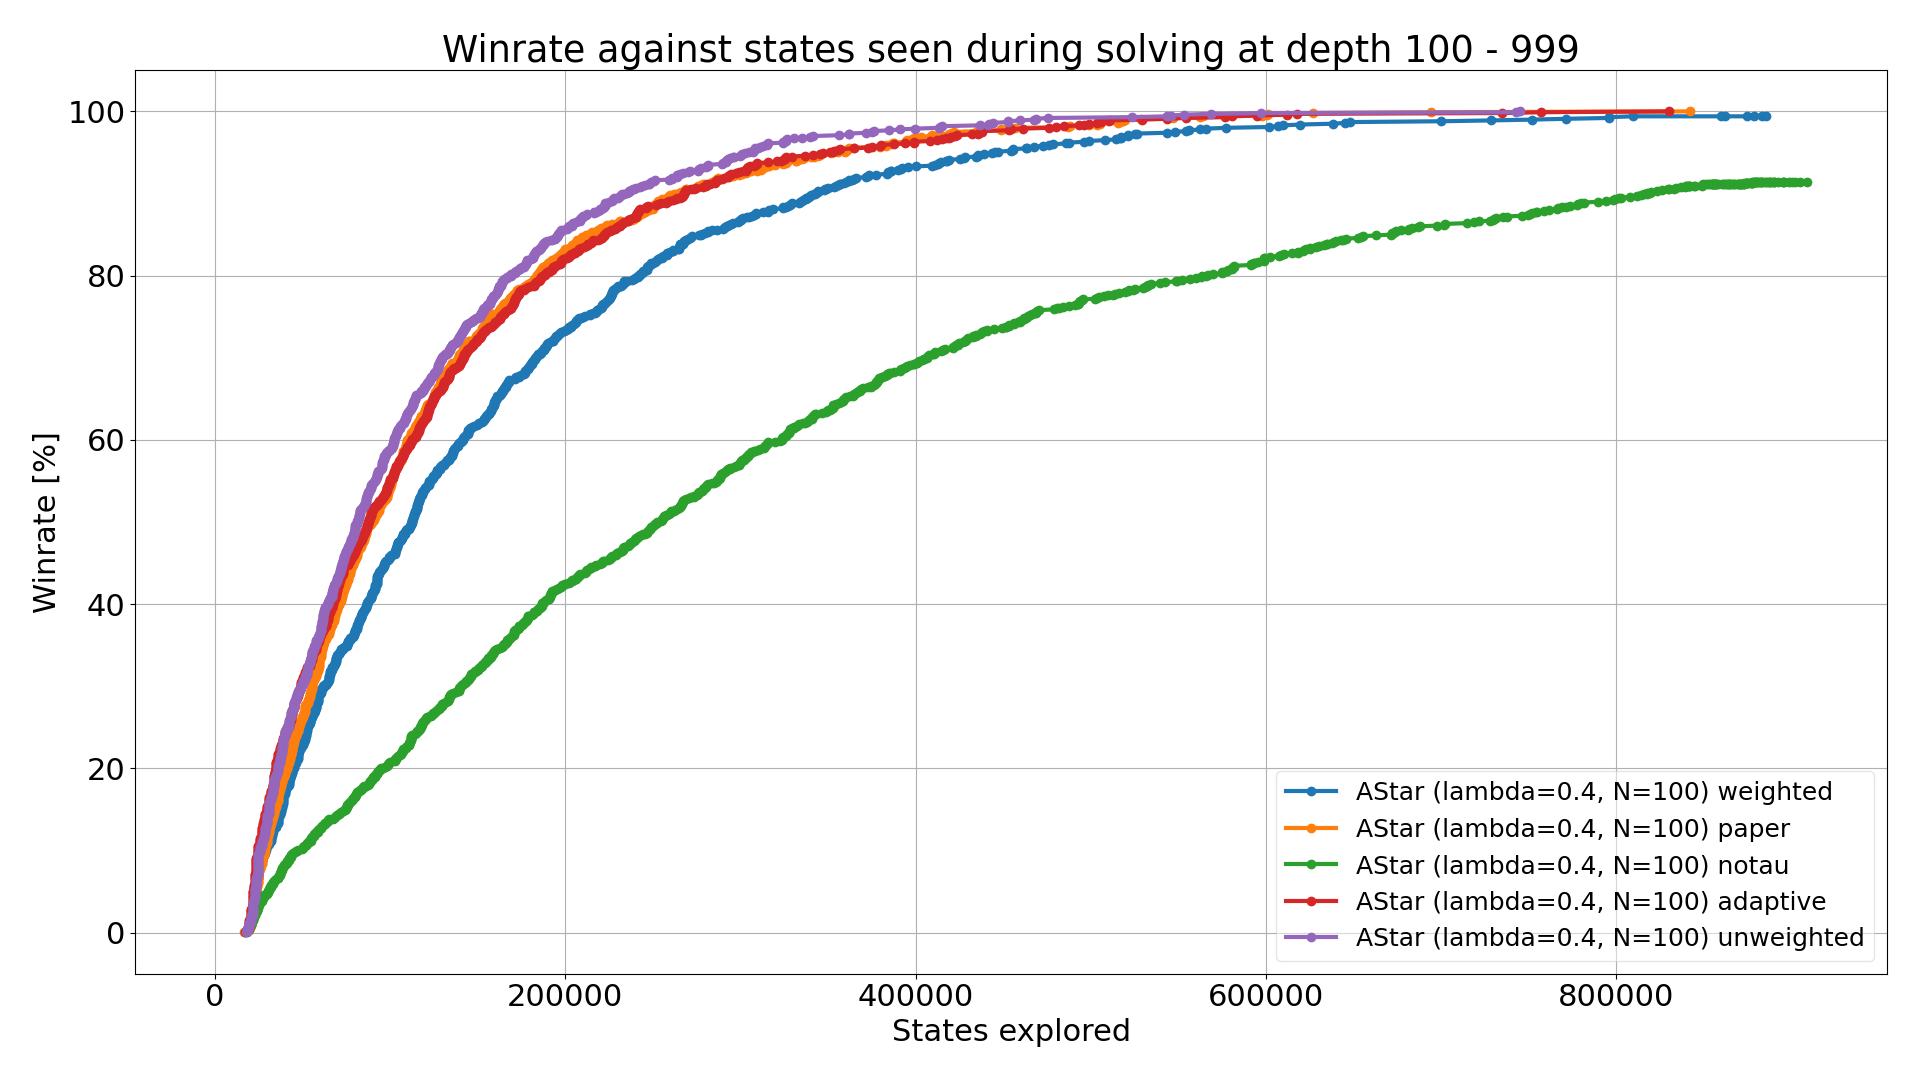 Winrate against states seen during solving at depth 100 - 999
100
80
60
40
20
0
Winrate [%]
0 200000 400000 600000 800000
States explored
AStar (lambda=0.4, N=100) weighted
AStar (lambda=0.4, N=100) paper
AStar (lambda=0.4, N=100) notau
AStar (lambda=0.4, N=100) adaptive
AStar (lambda=0.4, N=100) unweighted